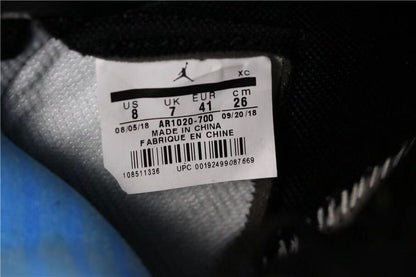 XC
US UK EUR cm
8 7 41 26
08/05/18 AR1020-700 09/20/18
MADE IN CHINA
FABRIQUE EN CHINE
108511336 UPC 00192499087669